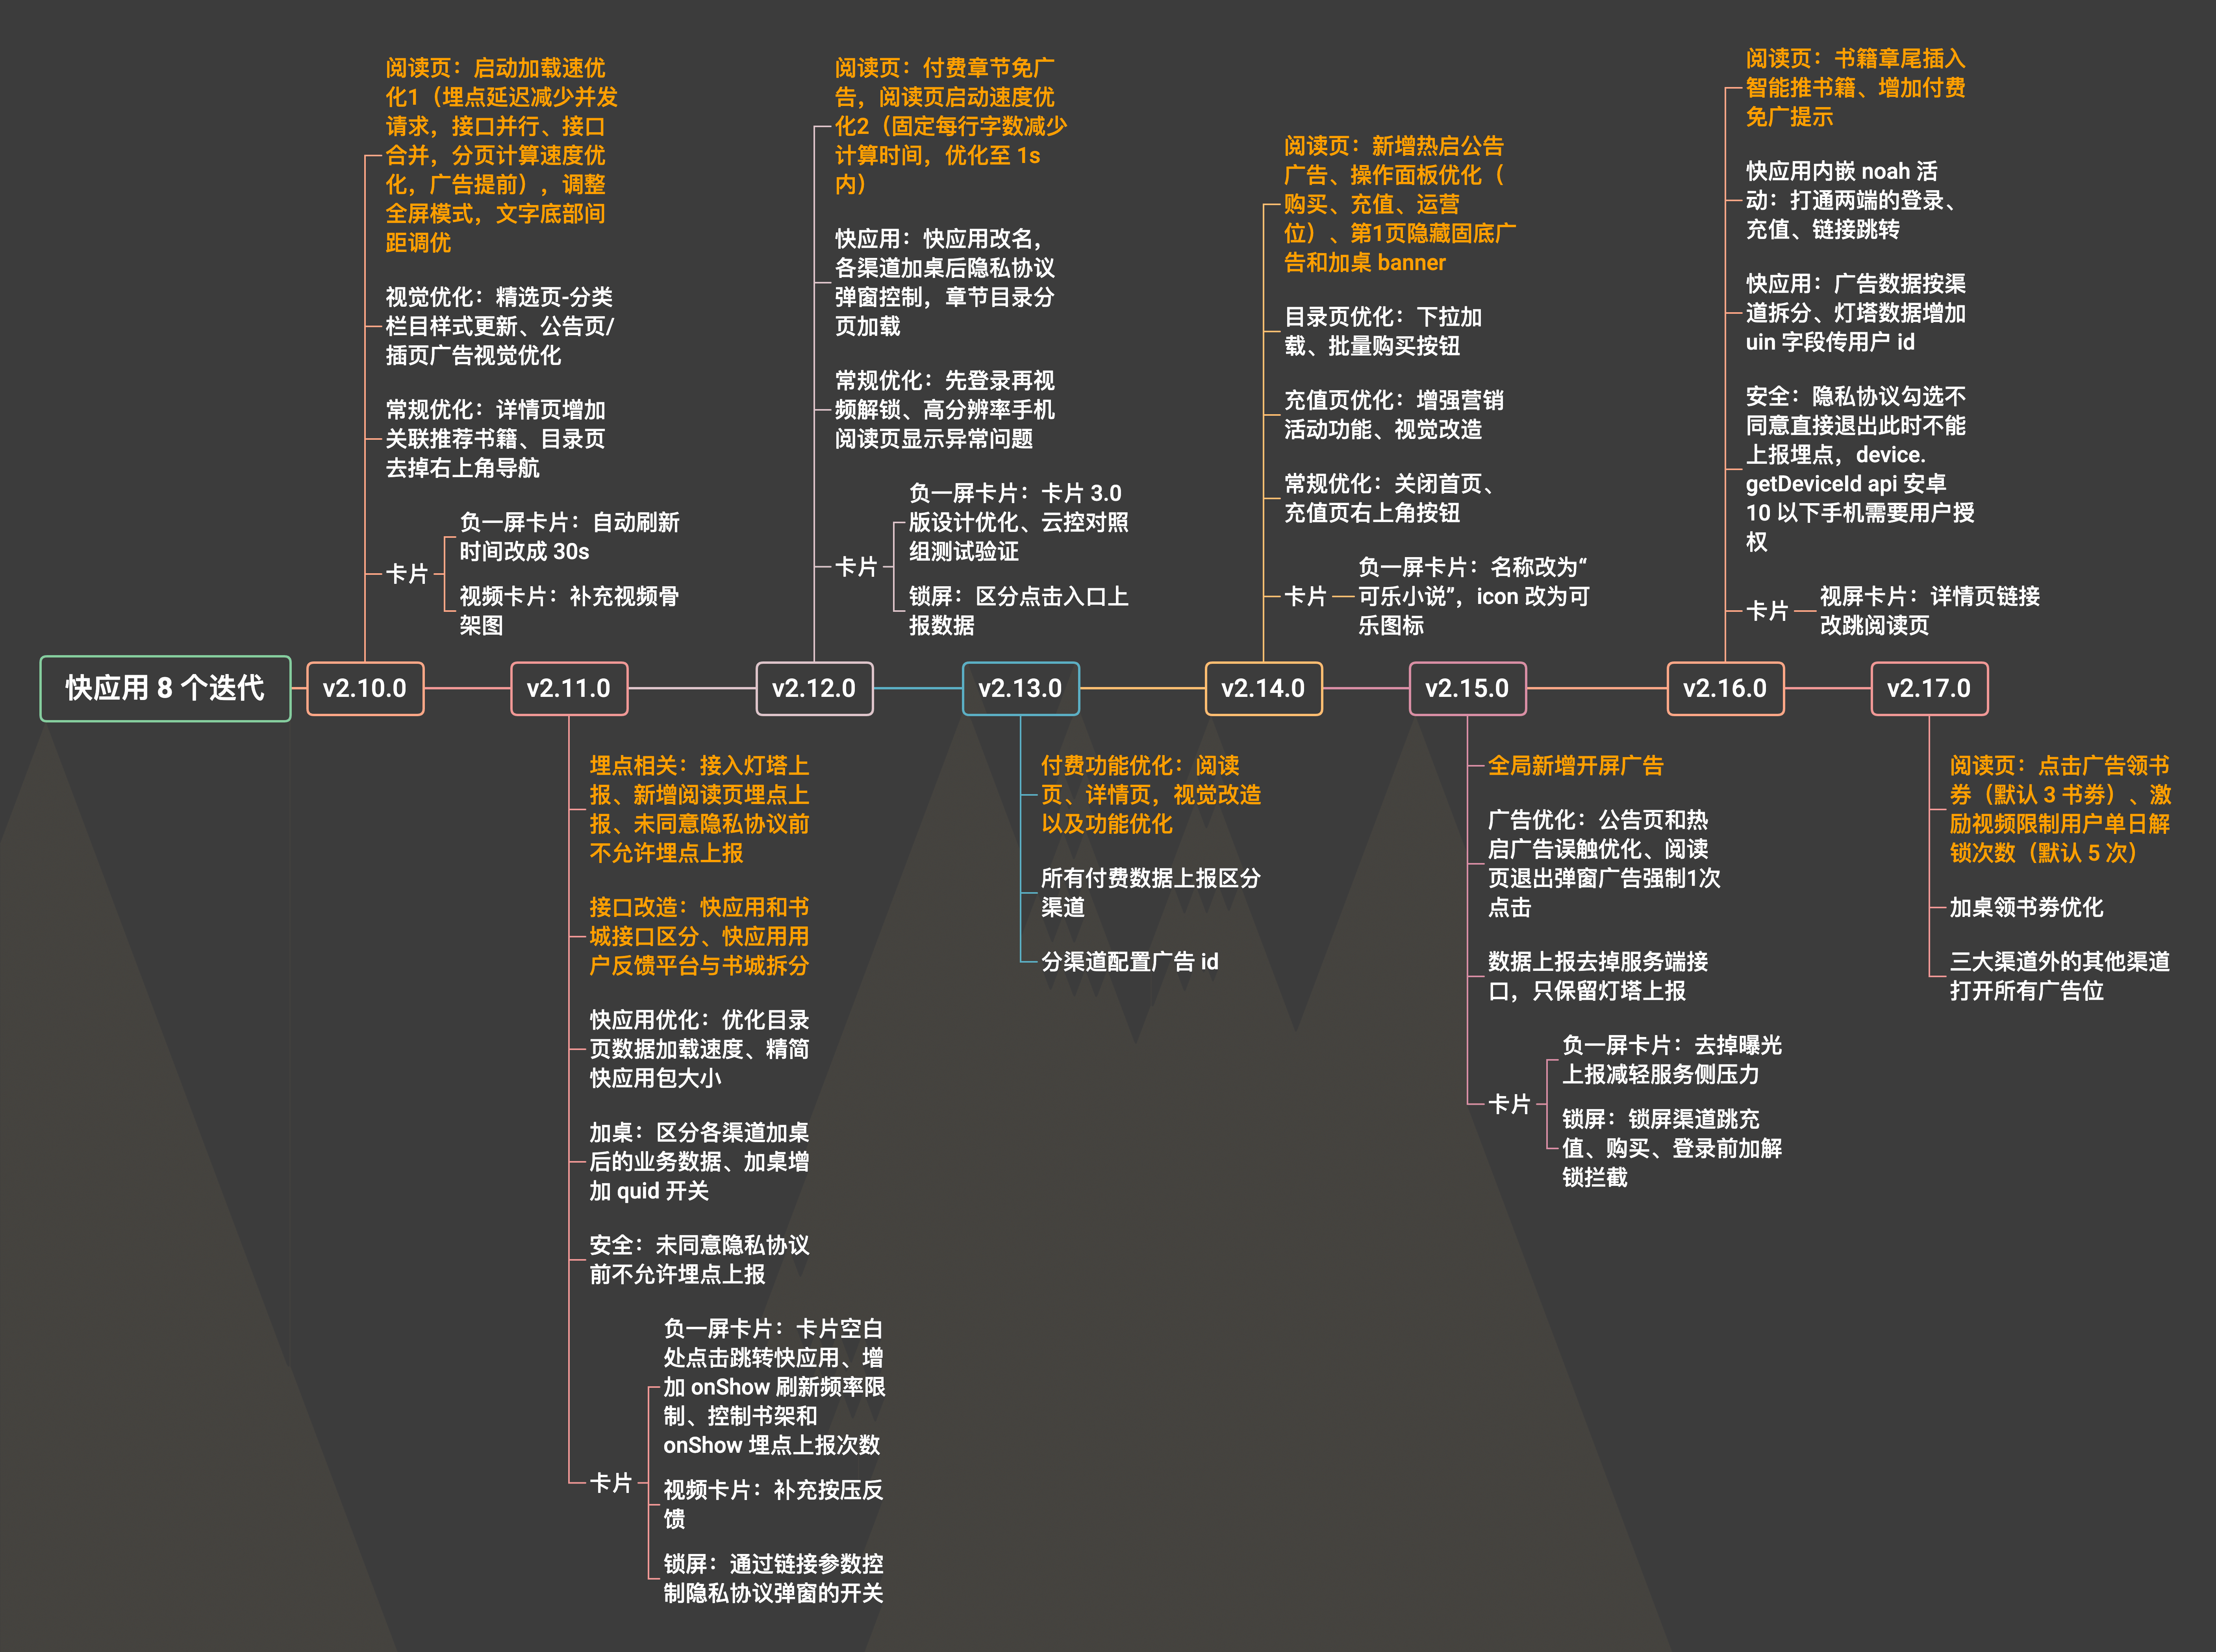 快应用 8 个迭代
v2.10.0
阅读页：启动加载速优
化1（埋点延迟减少并发
请求，接口并行、接口
合并，分页计算速度优
化，广告提前），调整
全屏模式，文字底部间
距调优
视觉优化：精选页-分类
栏目样式更新、公告页/
插页广告视觉优化
常规优化：详情页增加
关联推荐书籍、目录页
去掉右上角导航
卡片
负一屏卡片：自动刷新
时间改成 30s
视频卡片：补充视频骨
架图
v2.11.0
埋点相关：接入灯塔上
报、新增阅读页埋点上
报、未同意隐私协议前
不允许埋点上报
接口改造：快应用和书
城接口区分、快应用用
户反馈平台与书城拆分
快应用优化：优化目录
页数据加载速度、精简
快应用包大小
加桌：区分各渠道加桌
后的业务数据、加桌增
加 quid 开关
安全：未同意隐私协议
前不允许埋点上报
卡片
负一屏卡片：卡片空白
处点击跳转快应用、增
加 onShow 刷新频率限
制、控制书架和
onShow 埋点上报次数
视频卡片：补充按压反
馈
锁屏：通过链接参数控
制隐私协议弹窗的开关
v2.12.0
阅读页：付费章节免广
告，阅读页启动速度优
化2（固定每行字数减少
计算时间，优化至 1s
内）
快应用：快应用改名，
各渠道加桌后隐私协议
弹窗控制，章节目录分
页加载
常规优化：先登录再视
频解锁、高分辨率手机
阅读页显示异常问题
卡片
负一屏卡片：卡片 3.0
版设计优化、云控对照
组测试验证
锁屏：区分点击入口上
报数据
v2.13.0
付费功能优化：阅读
页、详情页，视觉改造
以及功能优化
所有付费数据上报区分
渠道
分渠道配置广告 id
v2.14.0
阅读页：新增热启公告
广告、操作面板优化（
购买、充值、运营
位）、第1页隐藏固底广
告和加桌 banner
目录页优化：下拉加
载、批量购买按钮
充值页优化：增强营销
活动功能、视觉改造
常规优化：关闭首页、
充值页右上角按钮
卡片
负一屏卡片：名称改为“
可乐小说”，icon 改为可
乐图标
v2.15.0
全局新增开屏广告
广告优化：公告页和热
启广告误触优化、阅读
页退出弹窗广告强制1次
点击
数据上报去掉服务端接
口，只保留灯塔上报
卡片
负一屏卡片：去掉曝光
上报减轻服务侧压力
锁屏：锁屏渠道跳充
值、购买、登录前加解
锁拦截
v2.16.0
阅读页：书籍章尾插入
智能推书籍、增加付费
免广提示
快应用内嵌 noah 活
动：打通两端的登录、
充值、链接跳转
快应用：广告数据按渠
道拆分、灯塔数据增加
uin 字段传用户 id
安全：隐私协议勾选不
同意直接退出此时不能
上报埋点，device.
getDeviceId api 安卓
10 以下手机需要用户授
权
卡片
视屏卡片：详情页链接
改跳阅读页
v2.17.0
阅读页：点击广告领书
券（默认 3 书劵）、激
励视频限制用户单日解
锁次数（默认 5 次）
加桌领书劵优化
三大渠道外的其他渠道
打开所有广告位